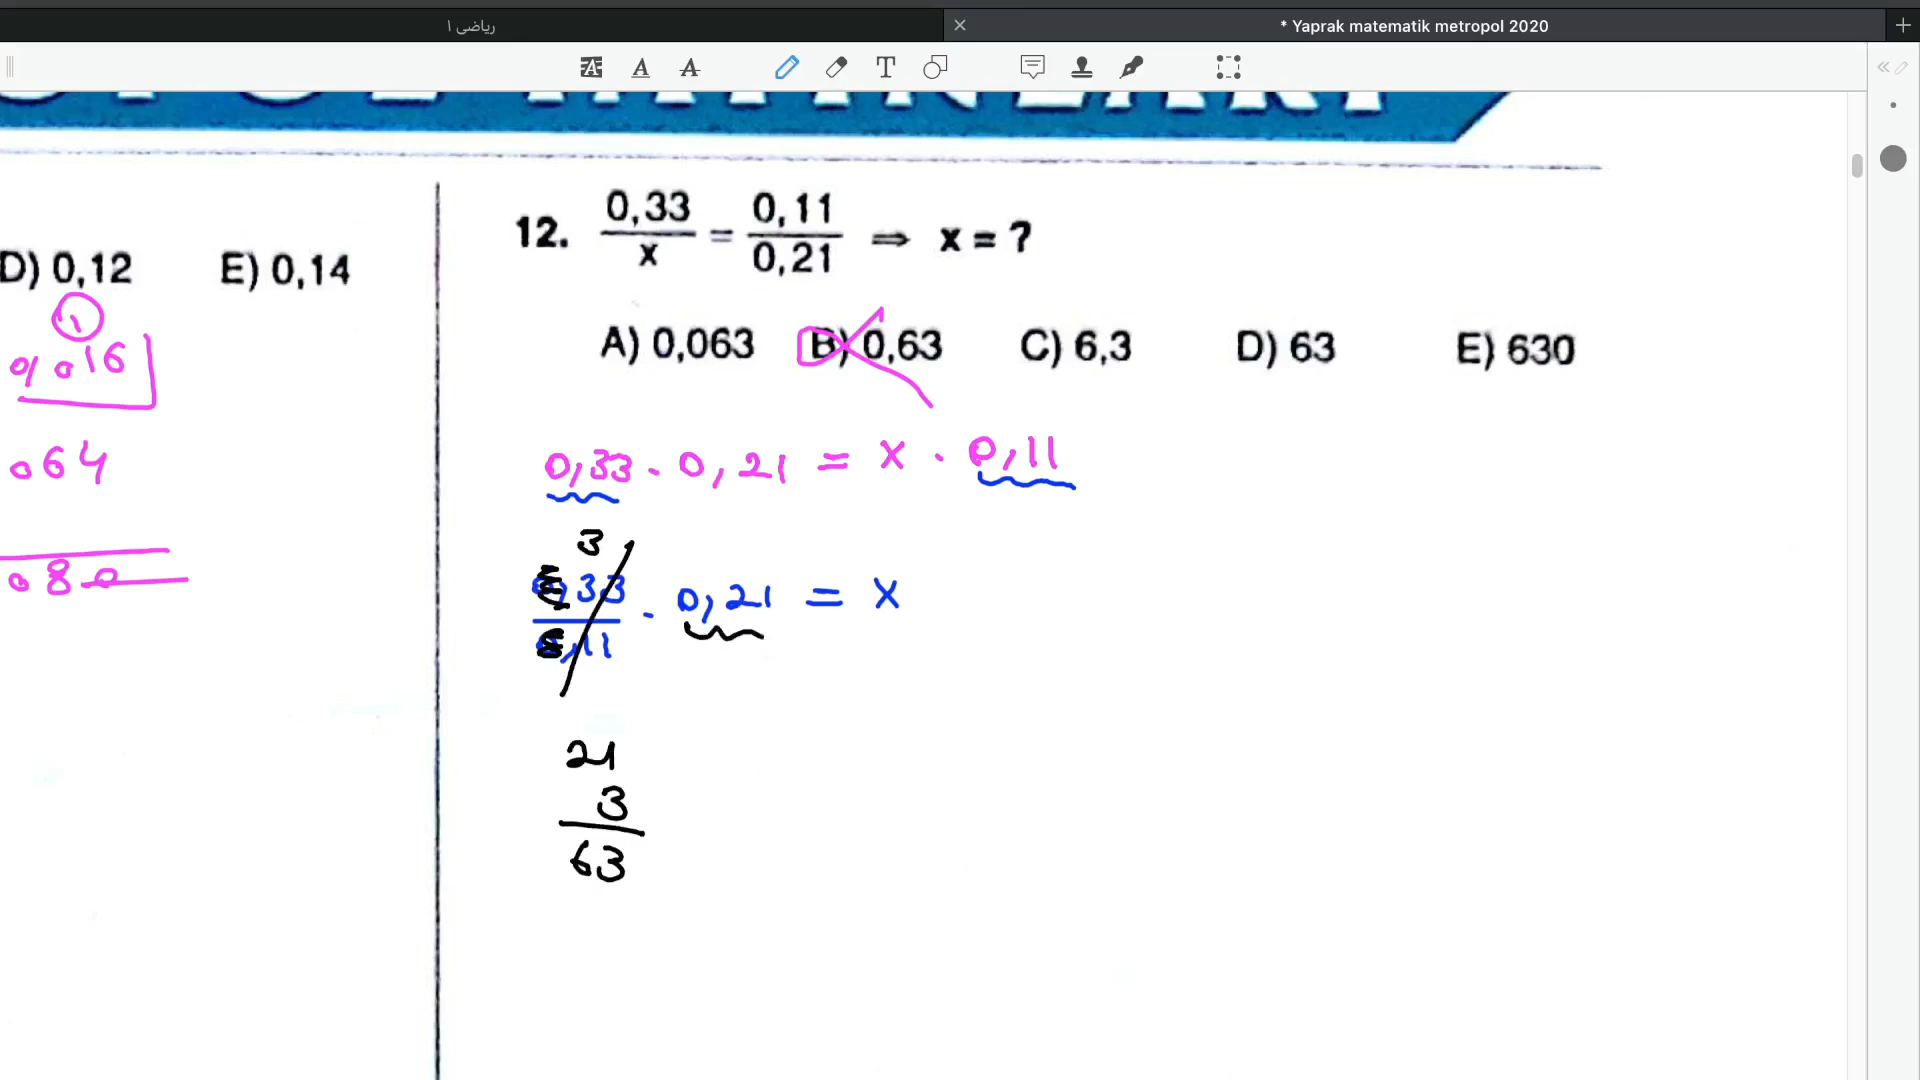 ریاضی ۱
* Yaprak matematik metropol 2020
D) 0,12 E) 0,14
1
0,016
064
080
12. 0,33/x = 0,11/0,21 ⇒ x = ?
A) 0,063 B) 0,63 C) 6,3 D) 63 E) 630
0,33 . 0,21 = x . 0,11
3
0,33/0,11 . 0,21 = x
21
3
63